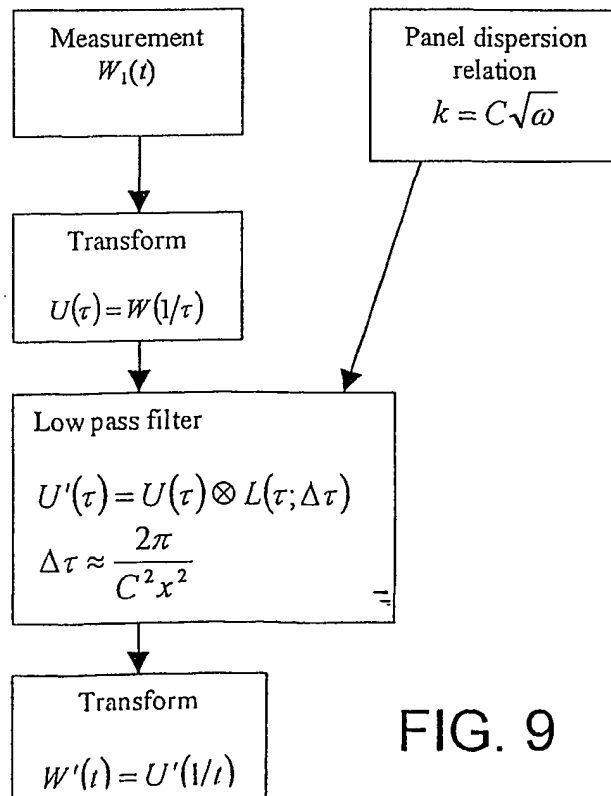 Measurement
W₁(t)
Panel dispersion
relation
k = C√ω
Transform
U(τ) = W(1/τ)
Low pass filter
U'(τ) = U(τ) ⊗ L(τ; Δτ)
Δτ ≈ 2π / C²x²
Transform
W'(t) = U'(1/t)
FIG. 9